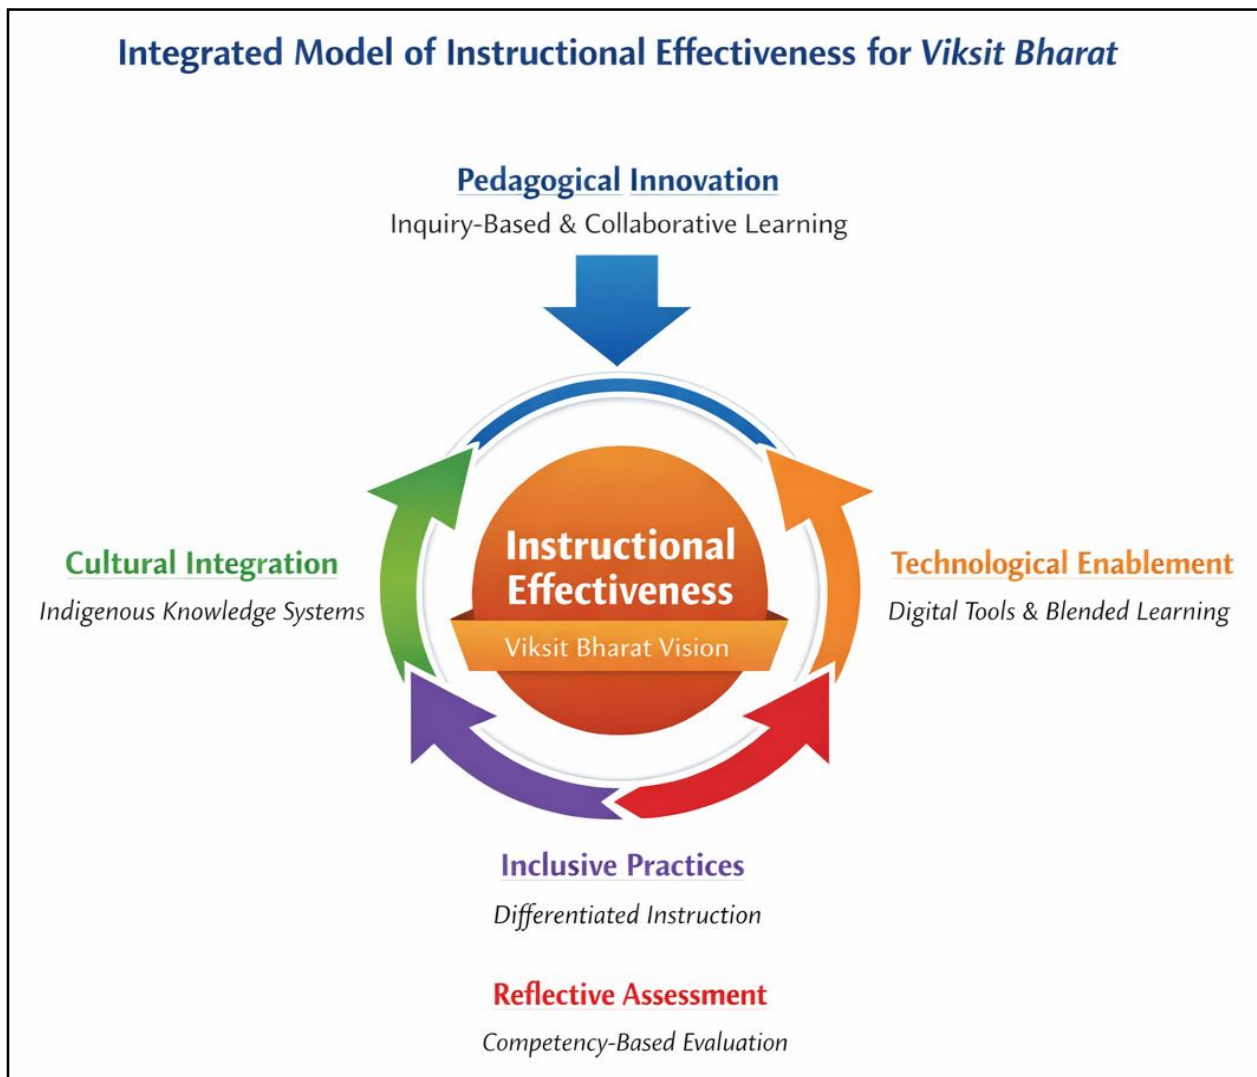 Integrated Model of Instructional Effectiveness for Viksit Bharat
Pedagogical Innovation
Inquiry-Based & Collaborative Learning
Cultural Integration
Indigenous Knowledge Systems
Instructional
Effectiveness
Viksit Bharat Vision
Technological Enablement
Digital Tools & Blended Learning
Inclusive Practices
Differentiated Instruction
Reflective Assessment
Competency-Based Evaluation